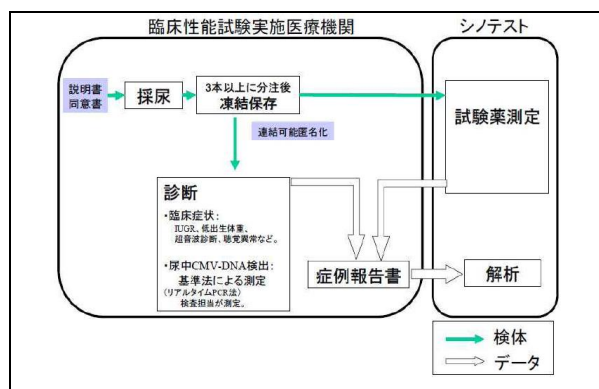 臨床性能試験実施医療機関
シノテスト
説明書
同意書
採尿
3本以上に分注後
凍結保存
試験薬測定
連結可能匿名化
診断
・臨床症状：
IUGR、低出生体重、
超音波診断、聴覚異常など。
・尿中CMV-DNA検出：
基準法による測定
(リアルタイムPCR法)
検査担当が測定。
症例報告書
解析
検体
データ